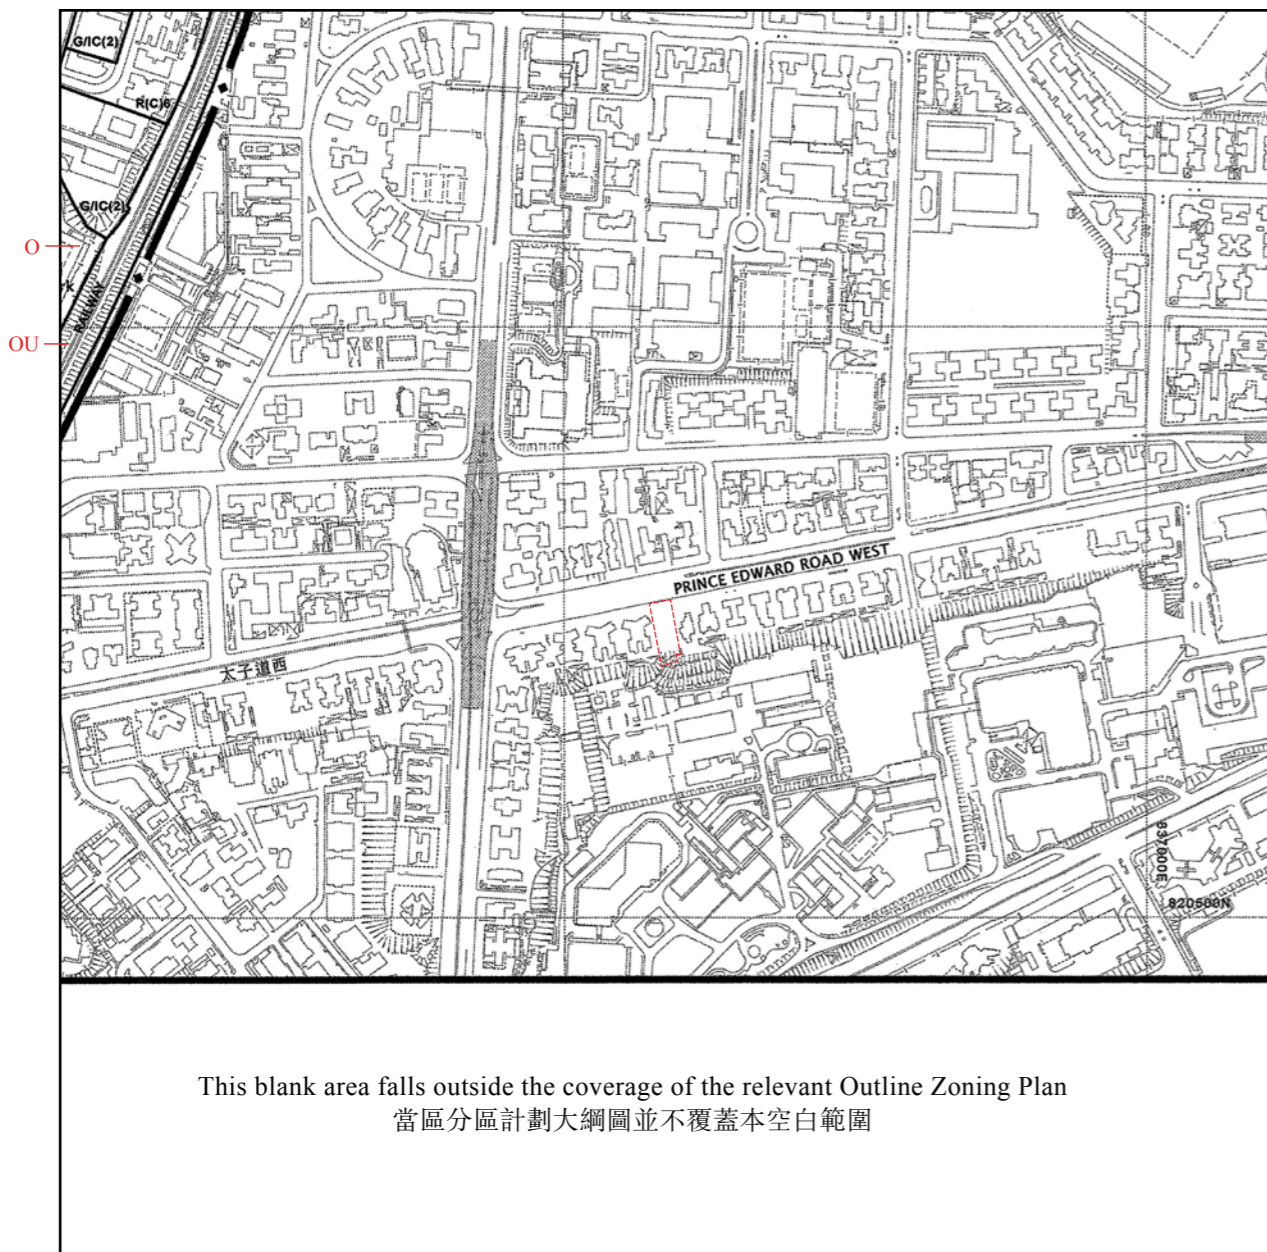 G/IC(2)
R(C)6
G/IC(2)
O
RAILWAY
OU
PRINCE EDWARD ROAD WEST
太子道西
837000E
820500N
This blank area falls outside the coverage of the relevant Outline Zoning Plan
當區分區計劃大綱圖並不覆蓋本空白範圍